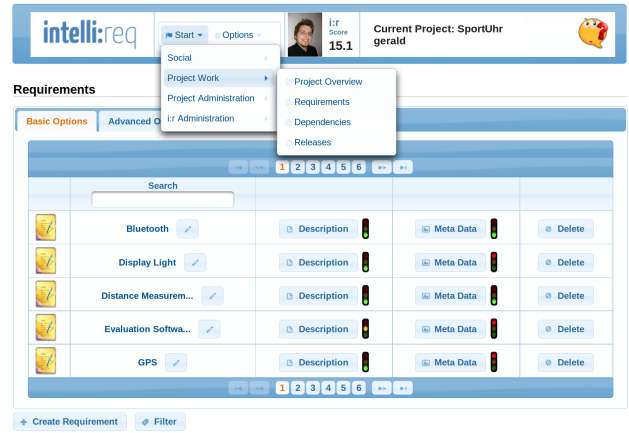 intelli:req
Start
Options
i:r
Score
15.1
Current Project: SportUhr
gerald
Social
Project Work
Project Administration
i:r Administration
Project Overview
Requirements
Dependencies
Releases
Requirements
Basic Options
Advanced O
1 2 3 4 5 6
Search
Bluetooth Description Meta Data Delete
Display Light Description Meta Data Delete
Distance Measurem... Description Meta Data Delete
Evaluation Softwa... Description Meta Data Delete
GPS Description Meta Data Delete
1 2 3 4 5 6
Create Requirement
Filter